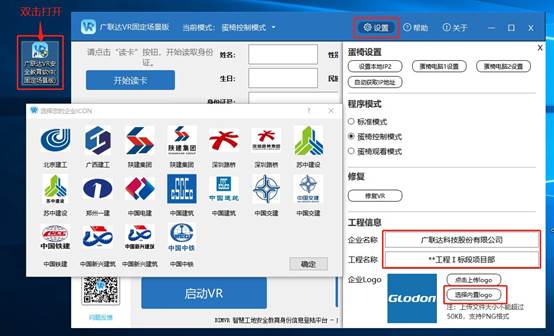 双击打开
广联达VR安
全教育软件(
固定场景版)
广联达VR固定场景版
当前模式：
蛋椅控制模式
设置
帮助
关于
请点击“读卡”按钮，开始读取身份
证。
开始读卡
姓名：
性别
生日：
民族
蛋椅设置
设置本地IP2
蛋椅电脑1设置
蛋椅电脑2设置
自动获取IP地址
程序模式
标准模式
蛋椅控制模式
蛋椅观看模式
修复
修复VR
工程信息
企业名称
广联达科技股份有限公司
工程名称
**工程 I 标段项目部
企业Logo
GLODON
点击上传logo
选择内置logo
注：上传文件大小不能超过
50KB，支持PNG格式
选择您的企业ICON
北京建工
广西建工
陕建集团
陕建集团
深圳路桥
深圳路桥
苏中建设
苏中建设
郑州一建
中国电建
中国建筑
中国建筑
中国交建
中国交建
中国铁建
中国新兴建筑
中国新兴建筑
中国中铁
确定
问题反馈
启动VR
智慧工地安全教育身份信息登陆平台